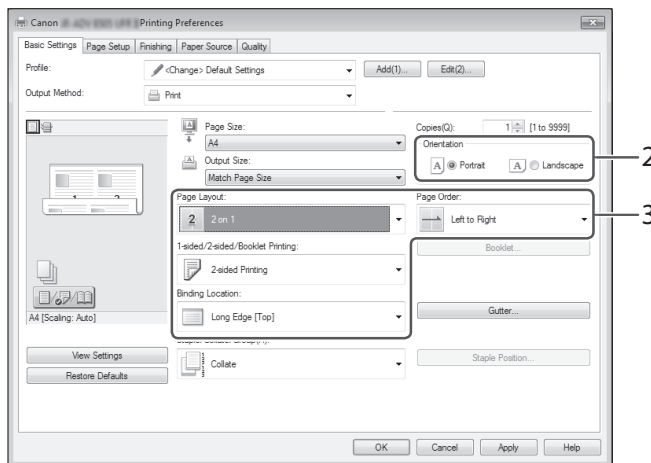 Canon Printing Preferences
Basic Settings Page Setup Finishing Paper Source Quality
Profile: <Change> Default Settings Add(1)... Edit(2)...
Output Method: Print
Page Size: Copies(Q): 1 [1 to 9999]
A4
Orientation
Output Size: A Portrait A Landscape 2
Match Page Size
Page Layout: Page Order:
2 2 on 1 Left to Right 3
1-sided/2-sided/Booklet Printing: Booklet...
2-sided Printing
Binding Location:
Long Edge [Top] Gutter...
A4 [Scaling: Auto]
View Settings Collate Staple Position...
Restore Defaults
OK Cancel Apply Help